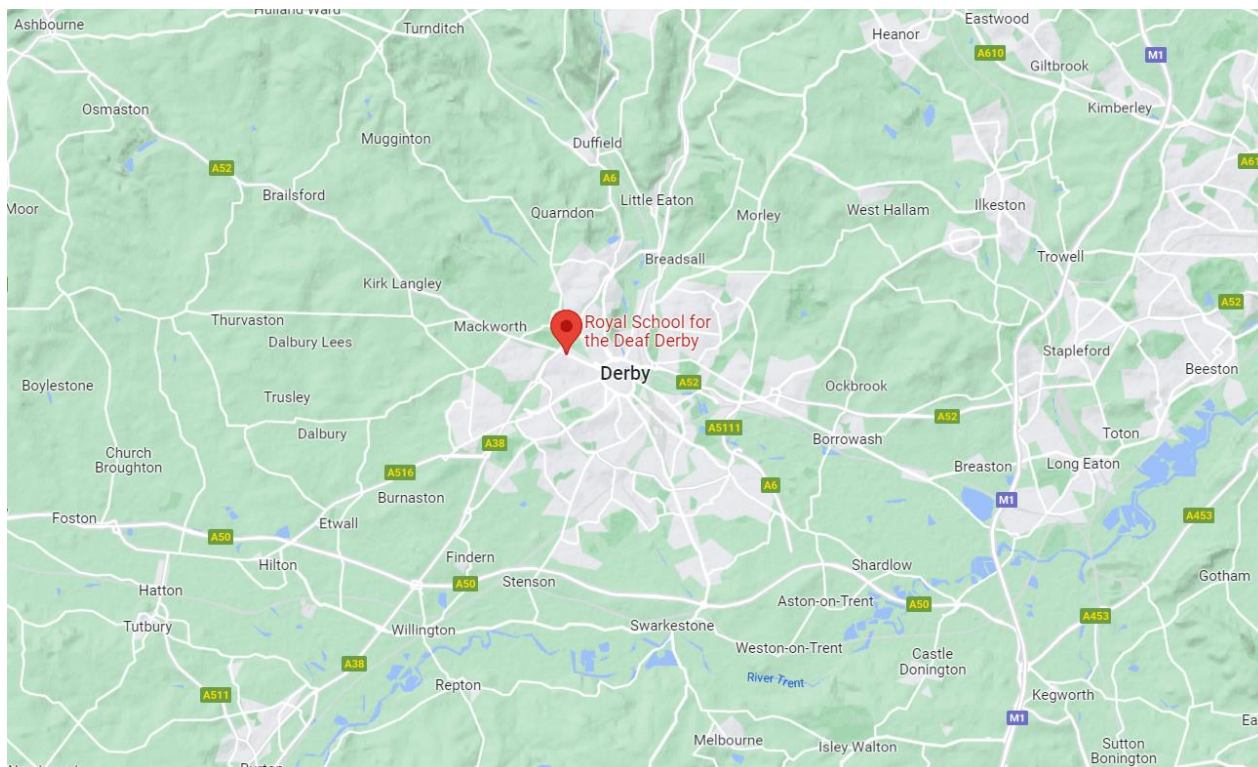 Holland Ward
Eastwood
Ashbourne
Turnditch
Heanor
A610
M1
Giltbrook
Osmaston
Kimberley
Mugginton
Duffield
A52
A6
Brailsford
Little Eaton
Moor
Quarndon
Morley
West Hallam
Ilkeston
Breadsall
Trowell
Kirk Langley
A52
Thurvaston
Mackworth
Royal School for
the Deaf Derby
Dalbury Lees
Stapleford
Derby
Beeston
A52
Boylestone
Ockbrook
Trusley
A52
A5111
Dalbury
A38
Borrowash
Toton
Church
Broughton
Breaston
Long Eaton
A516
A6
Burnaston
M1
Foston
Etwall
A453
A50
Findern
Hilton
Shardlow
Stenson
A50
Gotham
Hatton
Aston-on-Trent
A50
A453
Tutbury
Willington
Swarkestone
Weston-on-Trent
Castle
Donington
A38
River Trent
Repton
A511
Kegworth
M1
Melbourne
Isley Walton
Sutton
Bonington